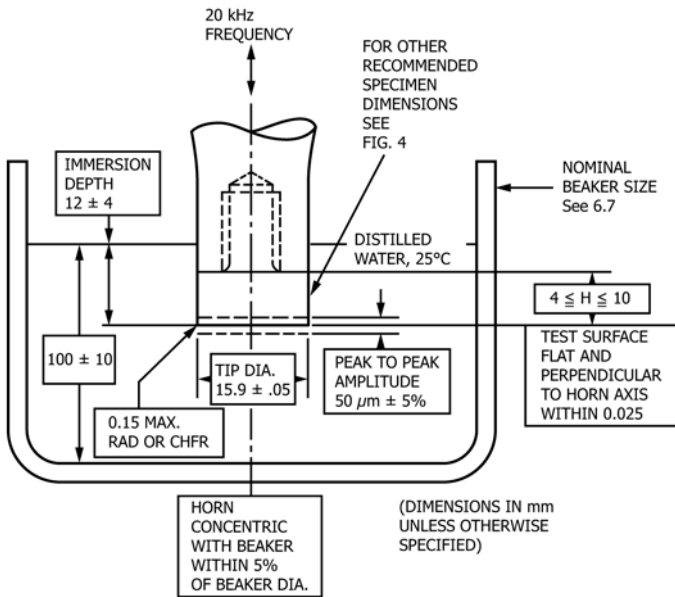 20 kHz
FREQUENCY
FOR OTHER
RECOMMENDED
SPECIMEN
DIMENSIONS
SEE
FIG. 4
IMMERSION
DEPTH
12 ± 4
NOMINAL
BEAKER SIZE
See 6.7
DISTILLED
WATER, 25°C
4 ≦ H ≦ 10
100 ± 10
TIP DIA.
15.9 ± .05
PEAK TO PEAK
AMPLITUDE
50 μm ± 5%
TEST SURFACE
FLAT AND
PERPENDICULAR
TO HORN AXIS
WITHIN 0.025
0.15 MAX.
RAD OR CHFR
HORN
CONCENTRIC
WITH BEAKER
WITHIN 5%
OF BEAKER DIA.
(DIMENSIONS IN mm
UNLESS OTHERWISE
SPECIFIED)